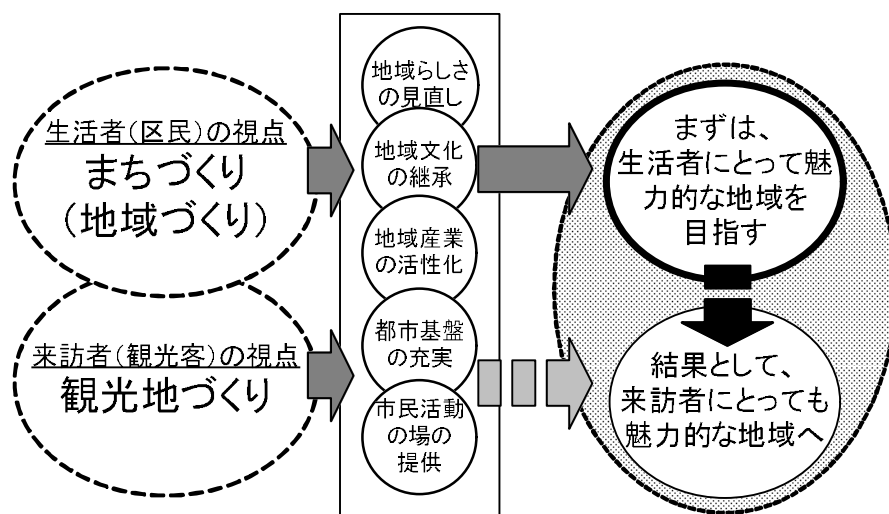 生活者(区民)の視点
まちづくり
(地域づくり)
来訪者(観光客)の視点
観光地づくり
地域らしさ
の見直し
地域文化
の継承
地域産業
の活性化
都市基盤
の充実
市民活動
の場の
提供
まずは、
生活者にとって魅
力的な地域を
目指す
結果として、
来訪者にとっても
魅力的な地域へ